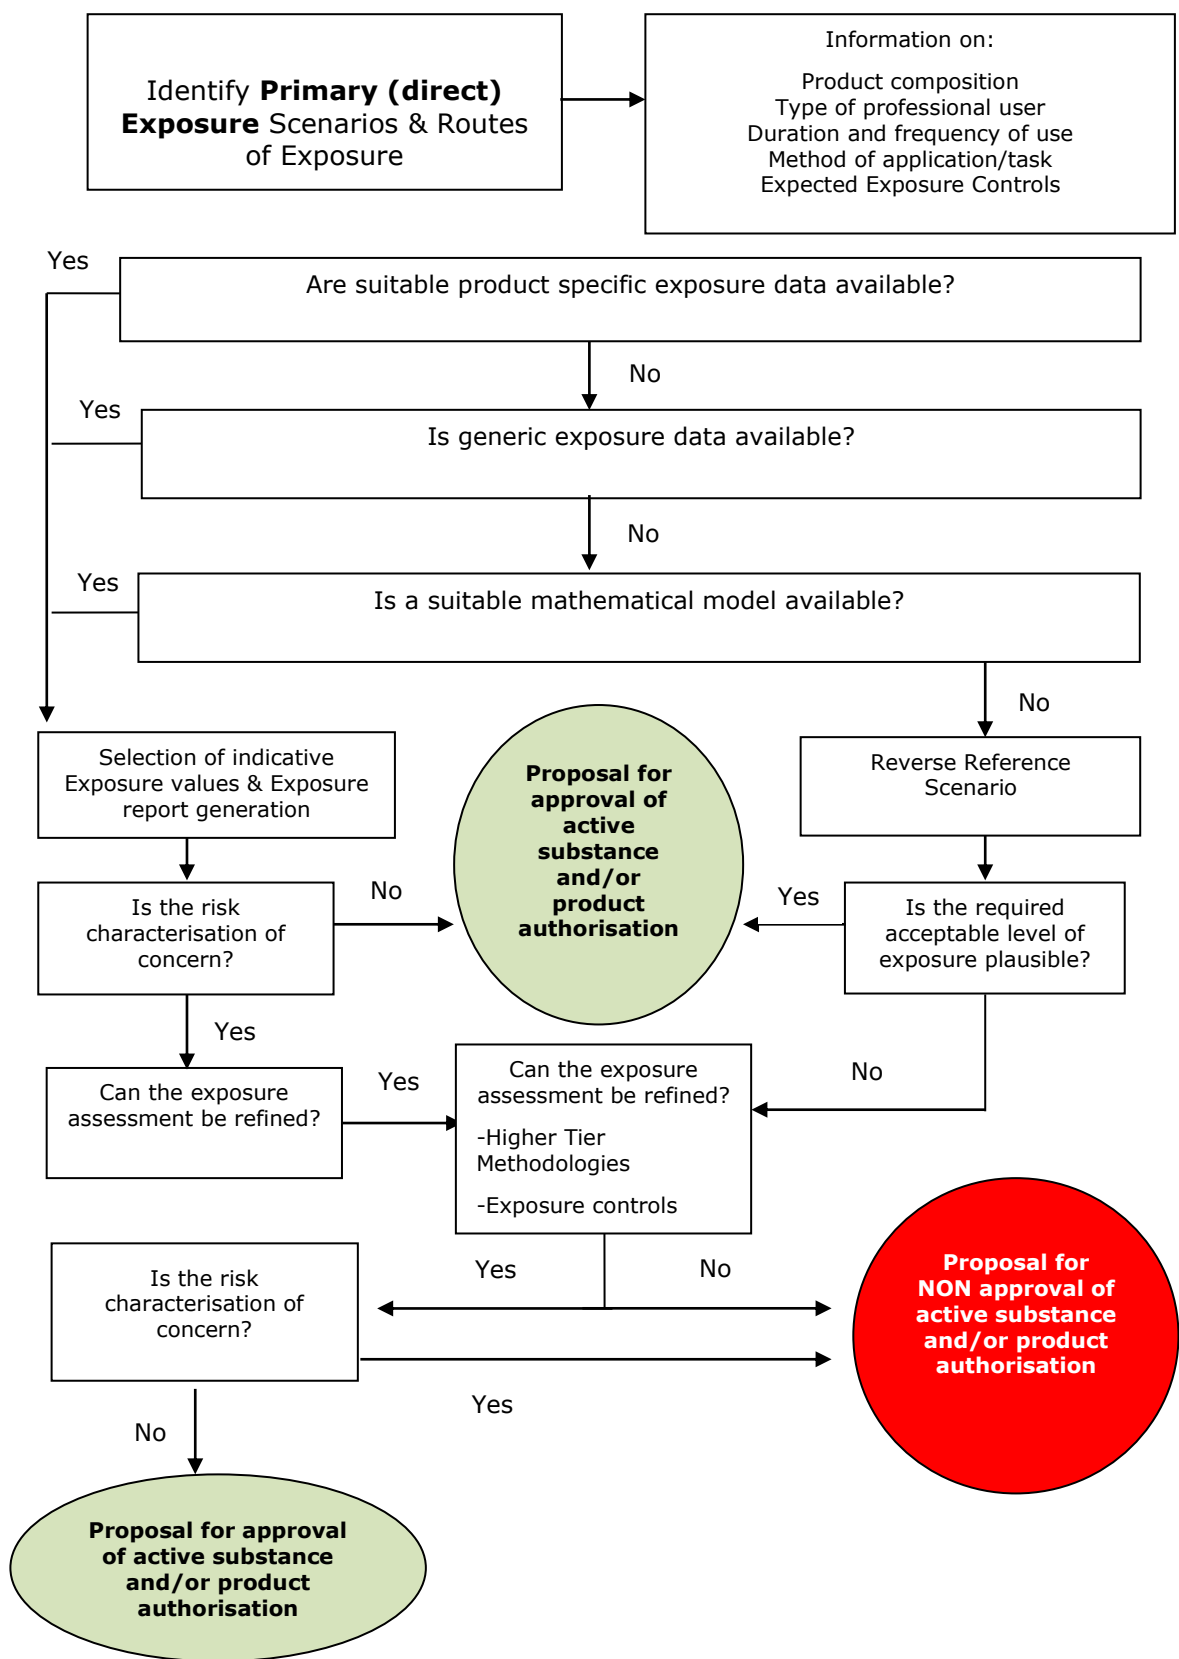 Identify Primary (direct)
Exposure Scenarios & Routes
of Exposure
Information on:
Product composition
Type of professional user
Duration and frequency of use
Method of application/task
Expected Exposure Controls
Yes
Are suitable product specific exposure data available?
No
Yes
Is generic exposure data available?
No
Yes
Is a suitable mathematical model available?
No
Selection of indicative
Exposure values & Exposure
report generation
Proposal for
approval of
active
substance
and/or
product
authorisation
Reverse Reference
Scenario
Is the risk
characterisation of
concern?
No
Yes
Is the required
acceptable level of
exposure plausible?
Yes
No
Can the exposure
assessment be refined?
Yes
Can the exposure
assessment be refined?
-Higher Tier
Methodologies
-Exposure controls
Yes
No
Is the risk
characterisation of
concern?
Proposal for
NON approval of
active substance
and/or product
authorisation
Yes
No
Proposal for approval
of active substance
and/or product
authorisation